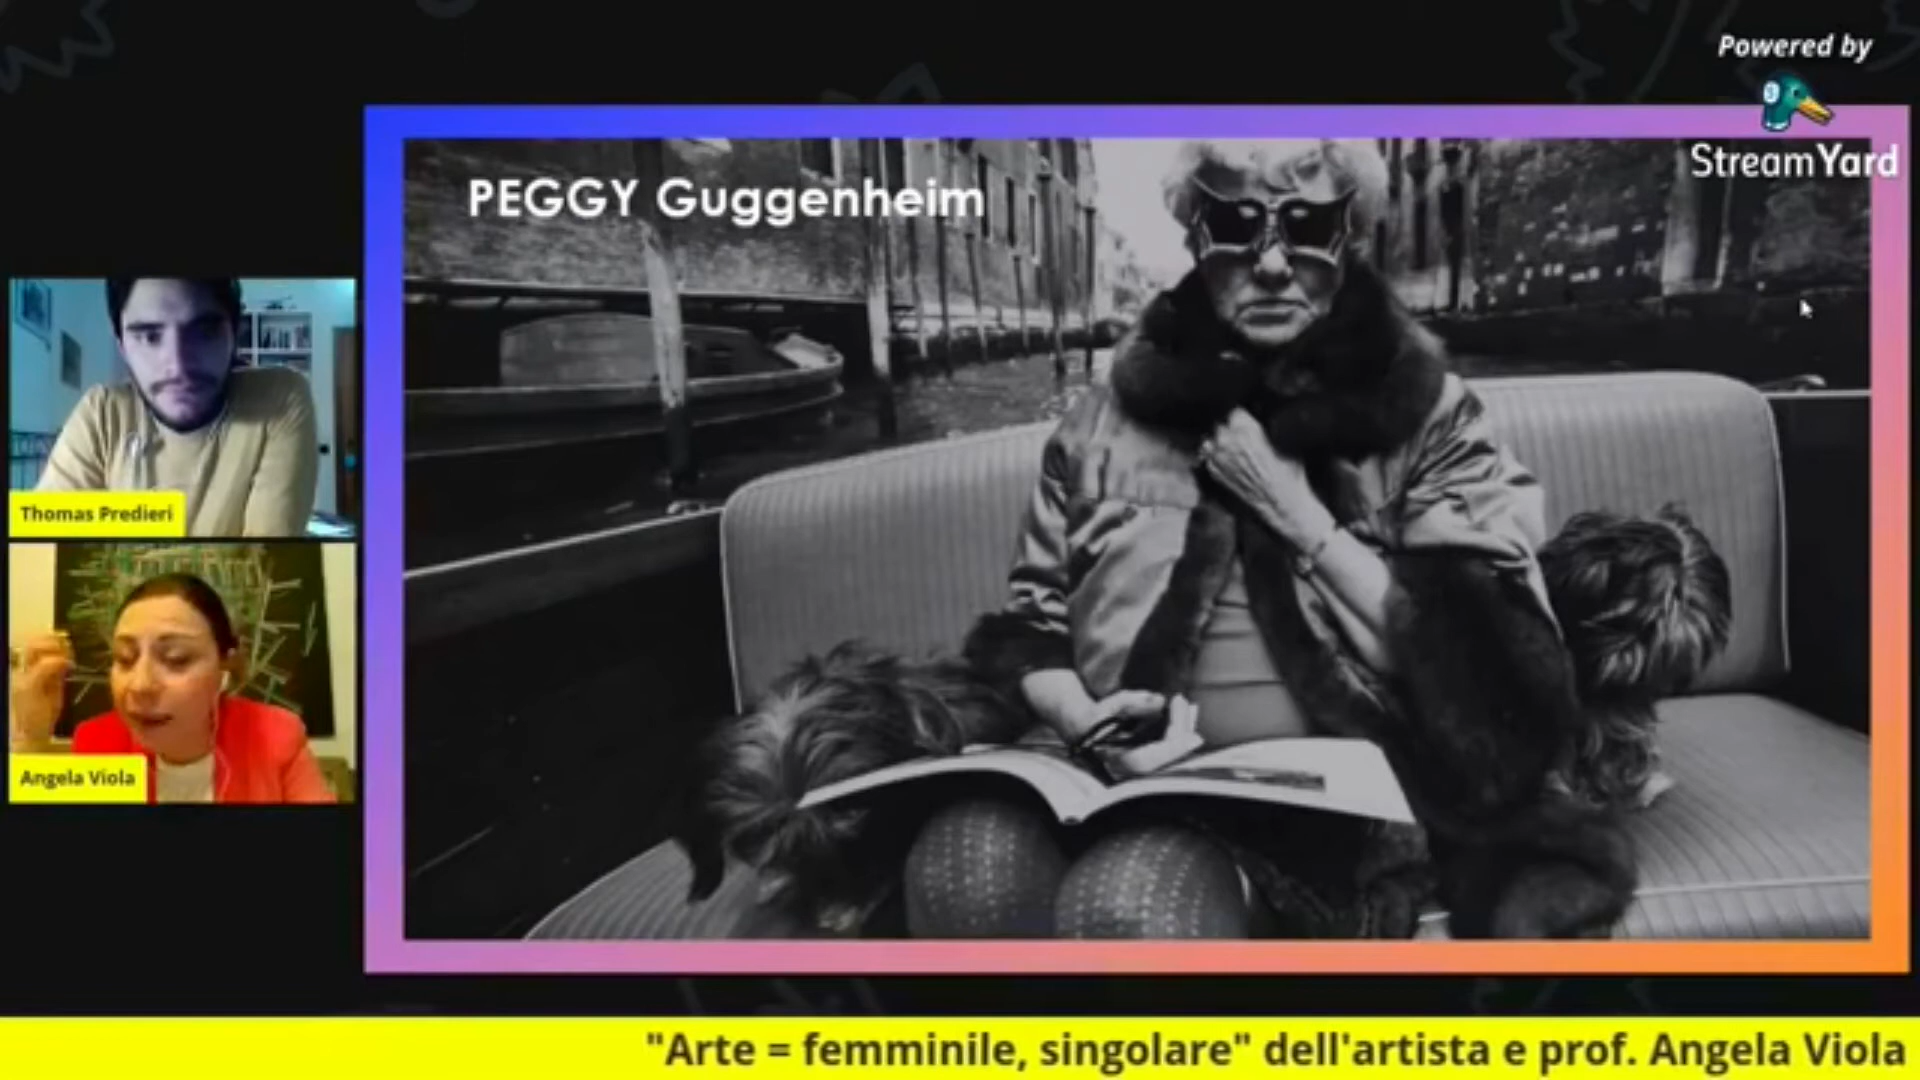 Powered by
StreamYard
PEGGY Guggenheim
Thomas Predieri
Angela Viola
"Arte = femminile, singolare" dell'artista e prof. Angela Viola